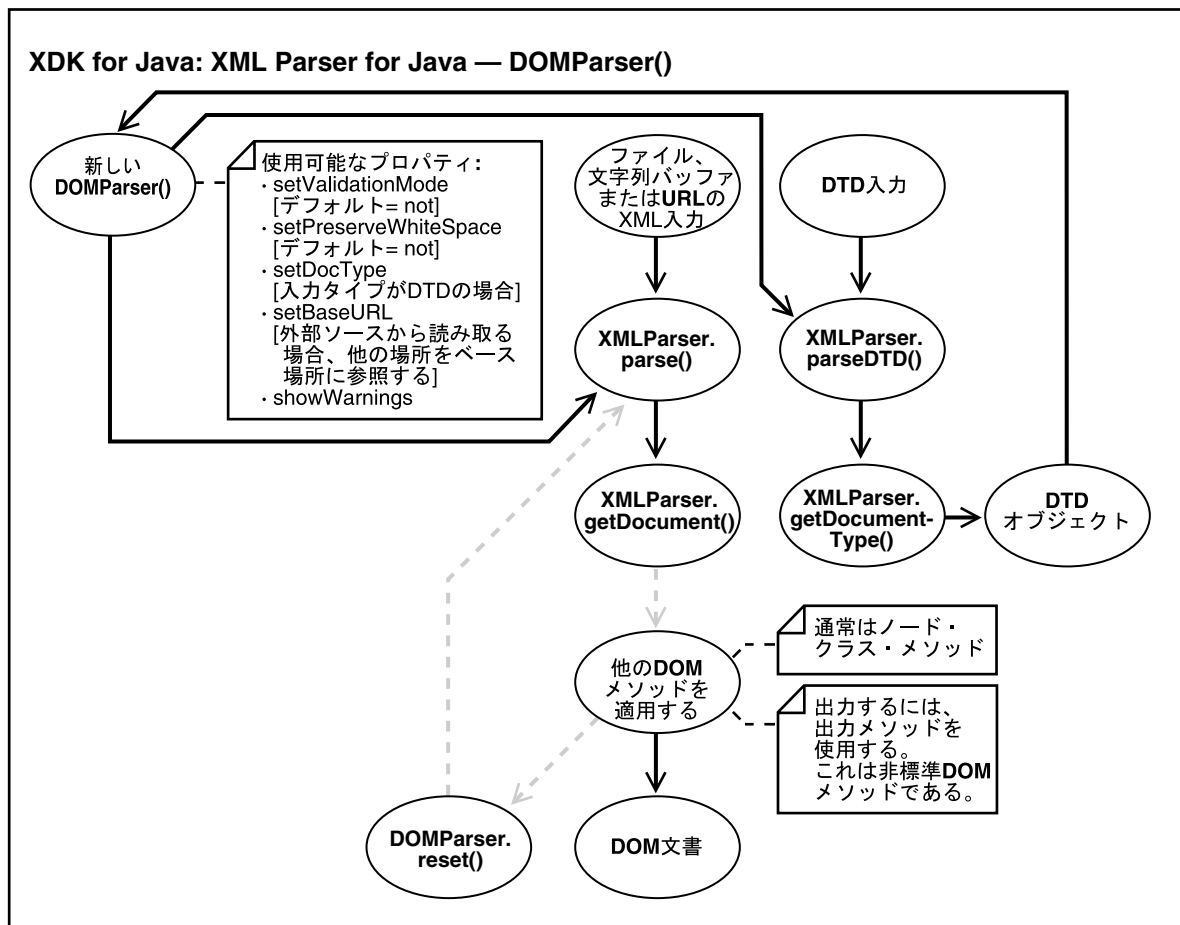 XDK for Java: XML Parser for Java — DOMParser()
新しい
DOMParser()
使用可能なプロパティ:
· setValidationMode
[デフォルト= not]
· setPreserveWhiteSpace
[デフォルト= not]
· setDocType
[入力タイプがDTDの場合]
· setBaseURL
[外部ソースから読み取る
場合、他の場所をベース
場所に参照する]
· showWarnings
ファイル、
文字列バッファ
またはURLの
XML入力
DTD入力
XMLParser.
parse()
XMLParser.
parseDTD()
XMLParser.
getDocument()
XMLParser.
getDocument-
Type()
DTD
オブジェクト
他のDOM
メソッドを
適用する
通常はノード・
クラス・メソッド
出力するには、
出力メソッドを
使用する。
これは非標準DOM
メソッドである。
DOMParser.
reset()
DOM文書